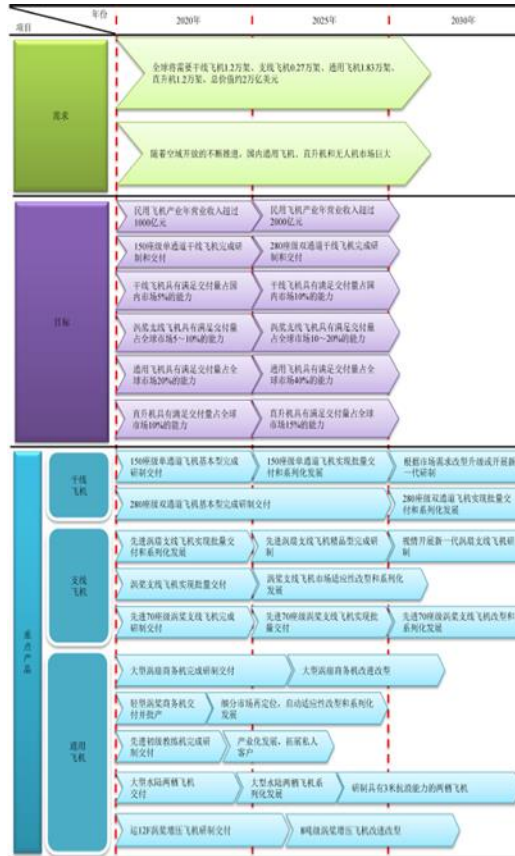 年份
项目
2020年
2025年
2030年
需求
全球将需要干线飞机1.2万架、支线飞机0.27万架、通用飞机1.83万架、
直升机1.2万架，总价值约2万亿美元
随着空域开放的不断推进，国内通用飞机、直升机和无人机市场巨大
目标
民用飞机产业年营业收入超过
1000亿元
民用飞机产业年营业收入超过
2000亿元
150座级单通道干线飞机完成研
制和交付
280座级双通道干线飞机完成研
制和交付
干线飞机具有满足交付量占国
内市场5%的能力
干线飞机具有满足交付量占国
内市场10%的能力
涡桨支线飞机具有满足交付量
占全球市场5～10%的能力
涡桨支线飞机具有满足交付量
占全球市场10～20%的能力
通用飞机具有满足交付量占全
球市场20%的能力
通用飞机具有满足交付量占全
球市场40%的能力
直升机具有满足交付量占全球
市场10%的能力
直升机具有满足交付量占全球市
场15%的能力
重点产品
干线
飞机
150座级单通道飞机基本型完成
研制交付
150座级单通道飞机实现批量交
付和系列化发展
根据市场需求改型升级或开展新
一代研制
280座级双通道飞机基本型完成研制交付
280座级双通道飞机实现批量交
付和系列化发展
支线
飞机
先进涡扇支线飞机实现批量交
付和系列化发展
先进涡扇支线飞机精品型完成研
制
视情开展新一代涡扇支线飞机研
制
涡桨支线飞机实现批量交付
涡桨支线飞机市场适应性改型和系列化
发展
先进70座级涡桨支线飞机完成
研制交付
先进70座级涡桨支线飞机实现批
量交付
先进70座级涡桨支线飞机改型和
系列化发展
通用
飞机
大型涡扇商务机完成研制交付
大型涡扇商务机改进改型
轻型涡桨商务机交
付并批产
细分市场再定位，自动适应性改型和系列化
发展
先进初级教练机完成研
制交付
产业化发展，拓展私人
客户
大型水陆两栖飞机
交付
大型水陆两栖飞机系
列化发展
研制具有3米抗浪能力的两栖飞机
运12F涡桨增压飞机研制交付
8吨级涡桨增压飞机改进改型